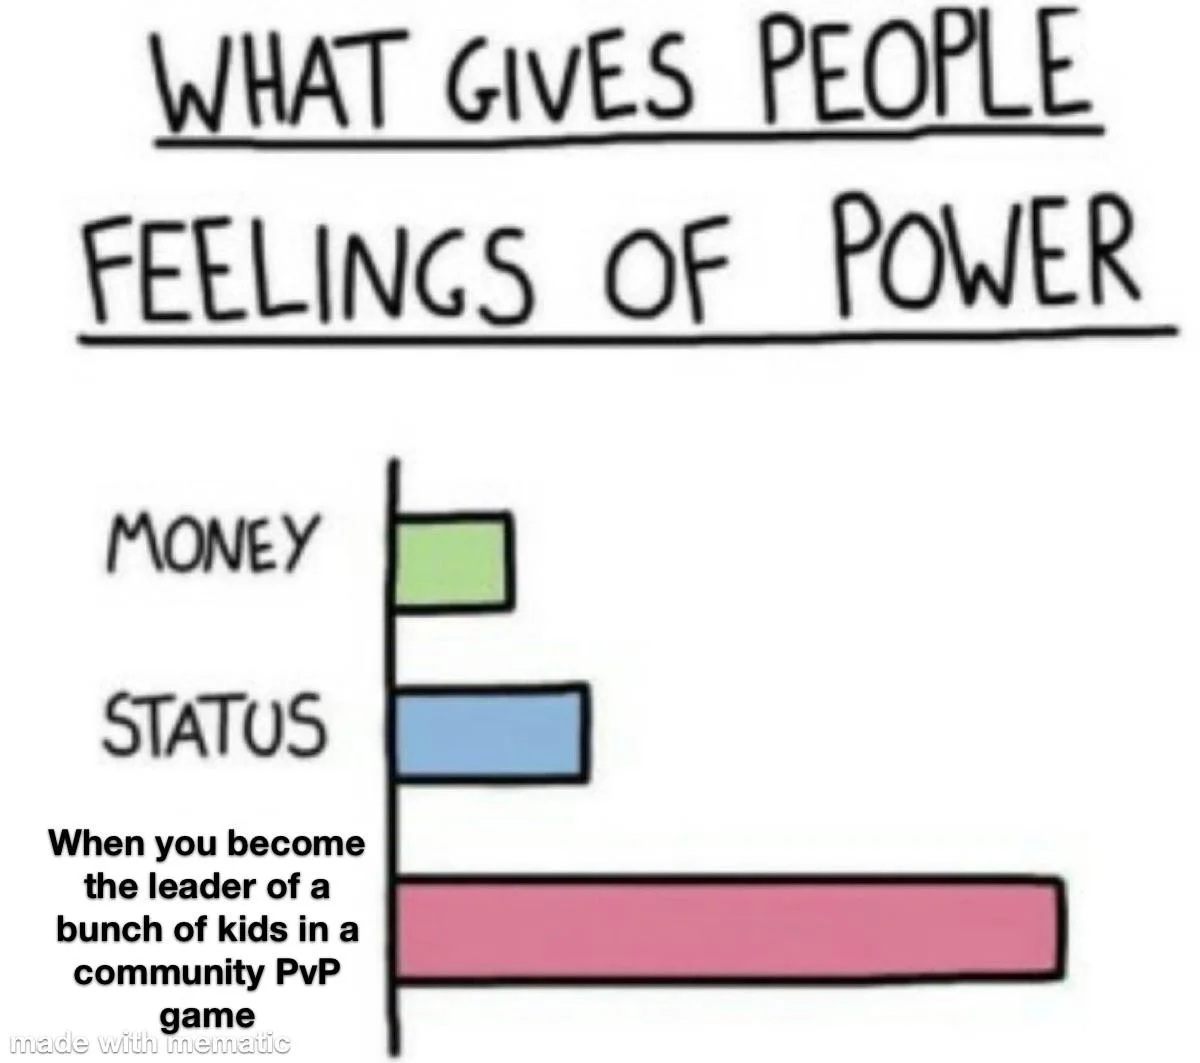 WHAT GIVES PEOPLE
FEELINGS OF POWER
MONEY
STATUS
When you become
the leader of a
bunch of kids in a
community PvP
game
made with mematic